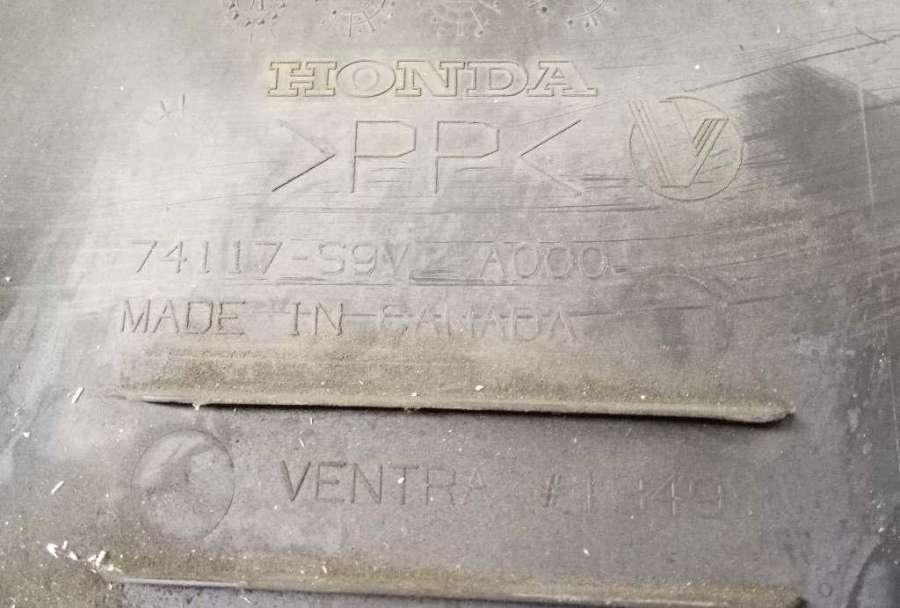 HONDA
>PP<
74117-S9V -A000
MADE IN CANADA
VENTRA